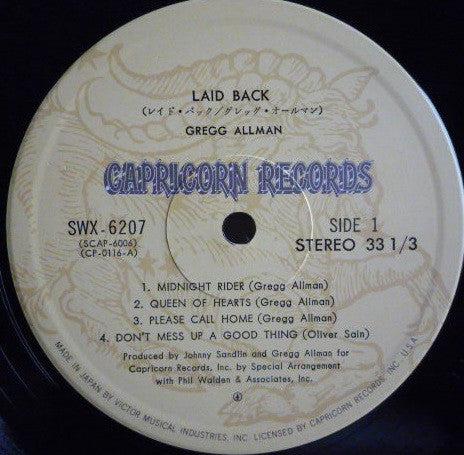 LAID BACK
(レイド・バック/グレッグ・オールマン)
GREGG ALLMAN
CAPRICORN RECORDS
SWX-6207
(SCAP-6006)
(CP-0116-A)
SIDE 1
STEREO 33 1/3
1. MIDNIGHT RIDER (Gregg Allman)
2. QUEEN OF HEARTS (Gregg Allman)
3. PLEASE CALL HOME (Gregg Allman)
4. DON'T MESS UP A GOOD THING (Oliver Sain)
Produced by Johnny Sandlin and Gregg Allman for
Capricorn Records, Inc. by Special Arrangement
with Phil Walden & Associates, Inc.
MADE IN JAPAN BY VICTOR MUSICAL INDUSTRIES, INC. LICENSED BY CAPRICORN RECORDS INC. U.S.A.